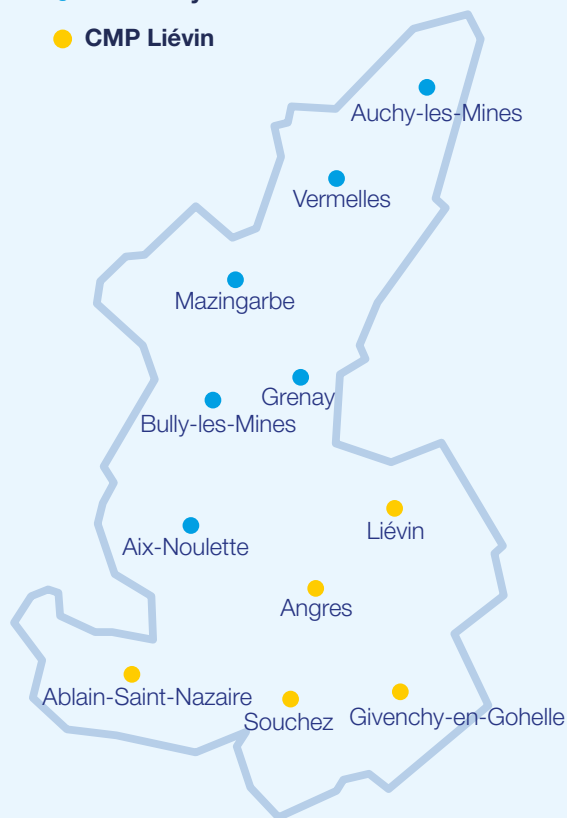 CMP Liévin
Auchy-les-Mines
Vermelles
Mazingarbe
Grenay
Bully-les-Mines
Liévin
Aix-Noulette
Angres
Ablain-Saint-Nazaire
Givenchy-en-Gohelle
Souchez